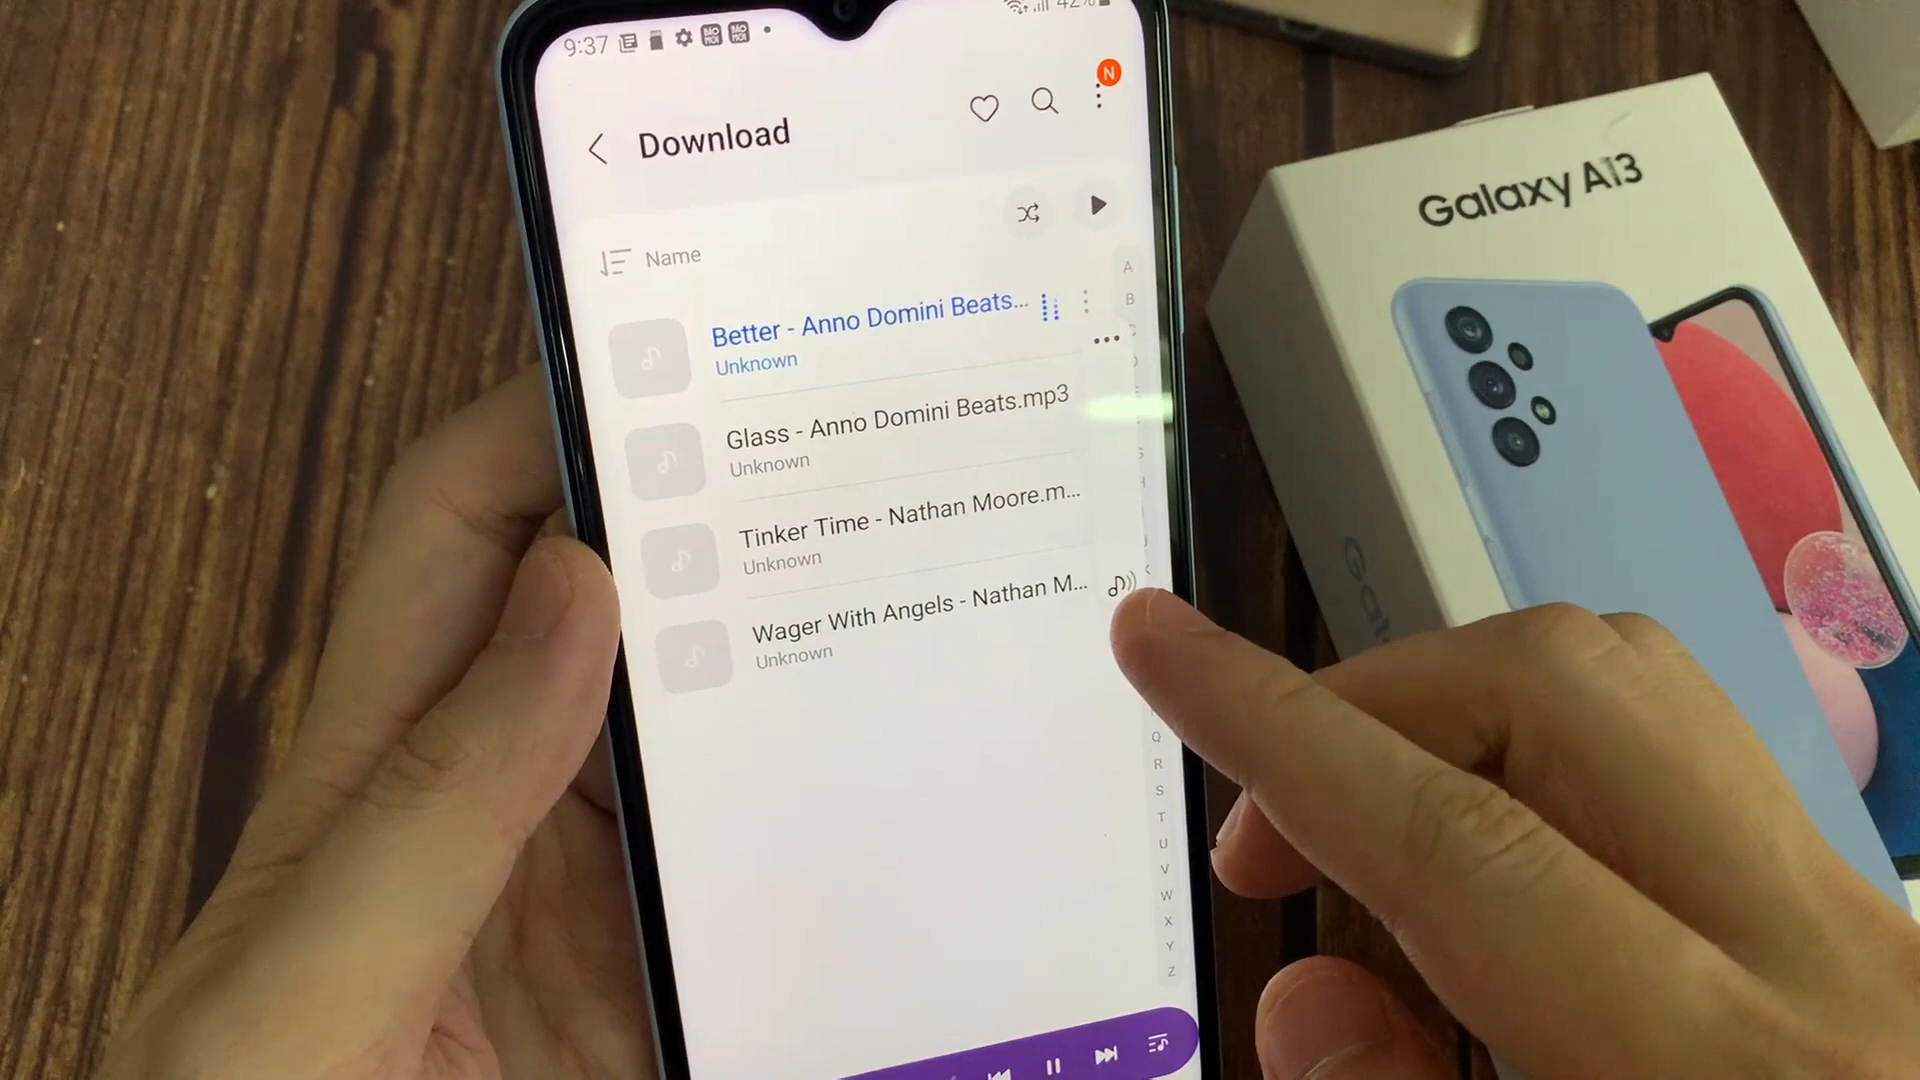 9:37
42%
N
Download
Name
Better - Anno Domini Beats...
Unknown
Glass - Anno Domini Beats.mp3
Unknown
Tinker Time - Nathan Moore.m...
Unknown
Wager With Angels - Nathan M...
Unknown
A
B
Q
R
S
T
U
V
W
X
Y
Z
Galaxy A13